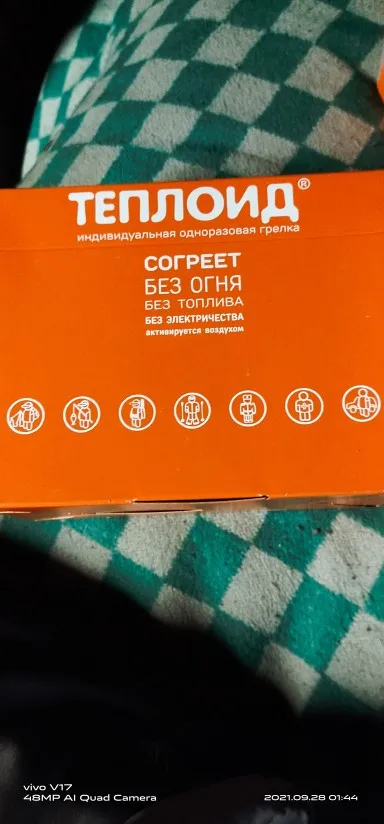 ТЕПЛОИД®
индивидуальная одноразовая грелка
СОГРЕЕТ
БЕЗ ОГНЯ
БЕЗ ТОПЛИВА
БЕЗ ЭЛЕКТРИЧЕСТВА
активируется воздухом
vivo V17
48MP AI Quad Camera
2021.09.28 01:44